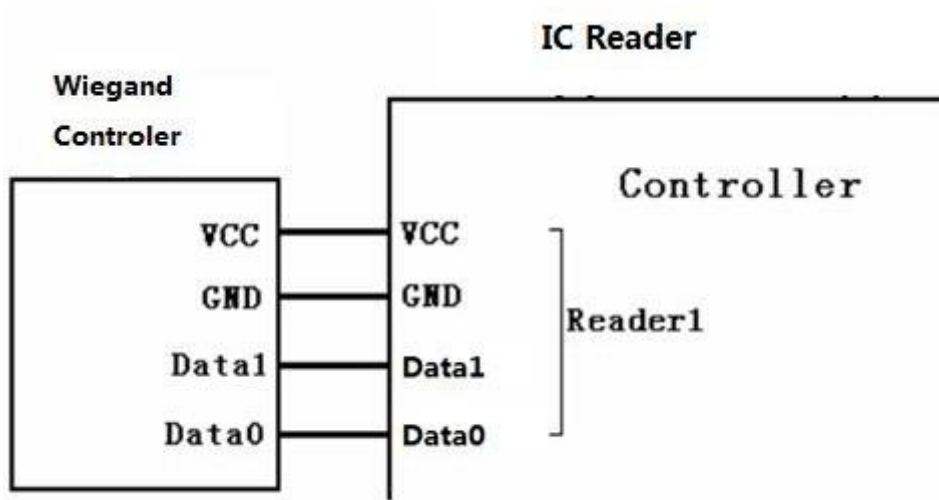 IC Reader
Wiegand
Controler
Controller
VCC
VCC
GND
GND
Reader1
Data1
Data1
Data0
Data0